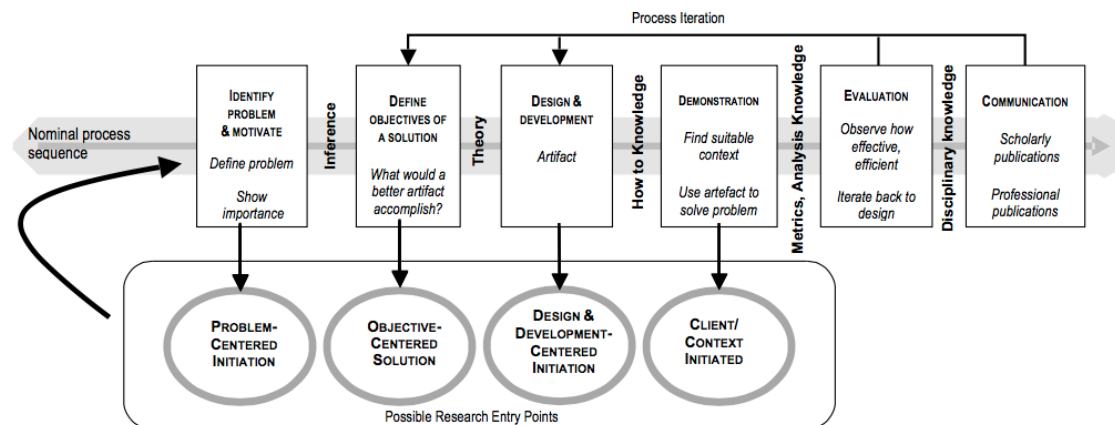 Process Iteration
Nominal process
sequence
IDENTIFY
PROBLEM
& MOTIVATE
Define problem
Show
importance
Inference
DEFINE
OBJECTIVES OF
A SOLUTION
What would a
better artifact
accomplish?
Theory
DESIGN &
DEVELOPMENT
Artifact
How to Knowledge
DEMONSTRATION
Find suitable
context
Use artefact to
solve problem
Metrics, Analysis Knowledge
EVALUATION
Observe how
effective,
efficient
Iterate back to
design
Disciplinary knowledge
COMMUNICATION
Scholarly
publications
Professional
publications
PROBLEM-
CENTERED
INITIATION
OBJECTIVE-
CENTERED
SOLUTION
DESIGN &
DEVELOPMENT-
CENTERED
INITIATION
CLIENT/
CONTEXT
INITIATED
Possible Research Entry Points